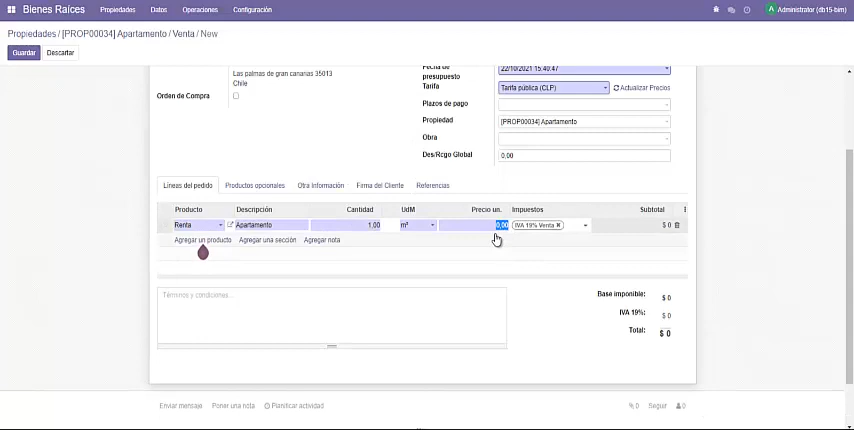 Bienes Raíces Propiedades Datos Operaciones Configuración A Administrator (db15-bim)
Propiedades / [PROP00034] Apartamento / Venta / New
Guardar Descartar
Fecha de
presupuesto 22/10/2021 15:40:47
Las palmas de gran canarias 35013
Chile
Tarifa Tarifa pública (CLP) Actualizar Precios
Orden de Compra
Plazos de pago
Propiedad [PROP00034] Apartamento
Obra
Des/Rcgo Global 0,00
Líneas del pedido Productos opcionales Otra Información Firma del Cliente Referencias
Producto Descripción Cantidad UdM Precio un. Impuestos Subtotal
Renta Apartamento 1,00 m² 0,00 IVA 19% Venta $ 0
Agregar un producto Agregar una sección Agregar nota
Términos y condiciones...
Base imponible: $ 0
IVA 19%: $ 0
Total: $ 0
Enviar mensaje Poner una nota Planificar actividad 0 Seguir 0